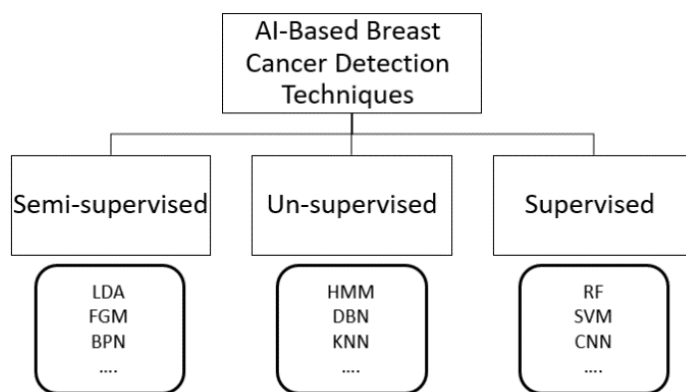 AI-Based Breast
Cancer Detection
Techniques
Semi-supervised
Un-supervised
Supervised
LDA
FGM
BPN
....
HMM
DBN
KNN
....
RF
SVM
CNN
....